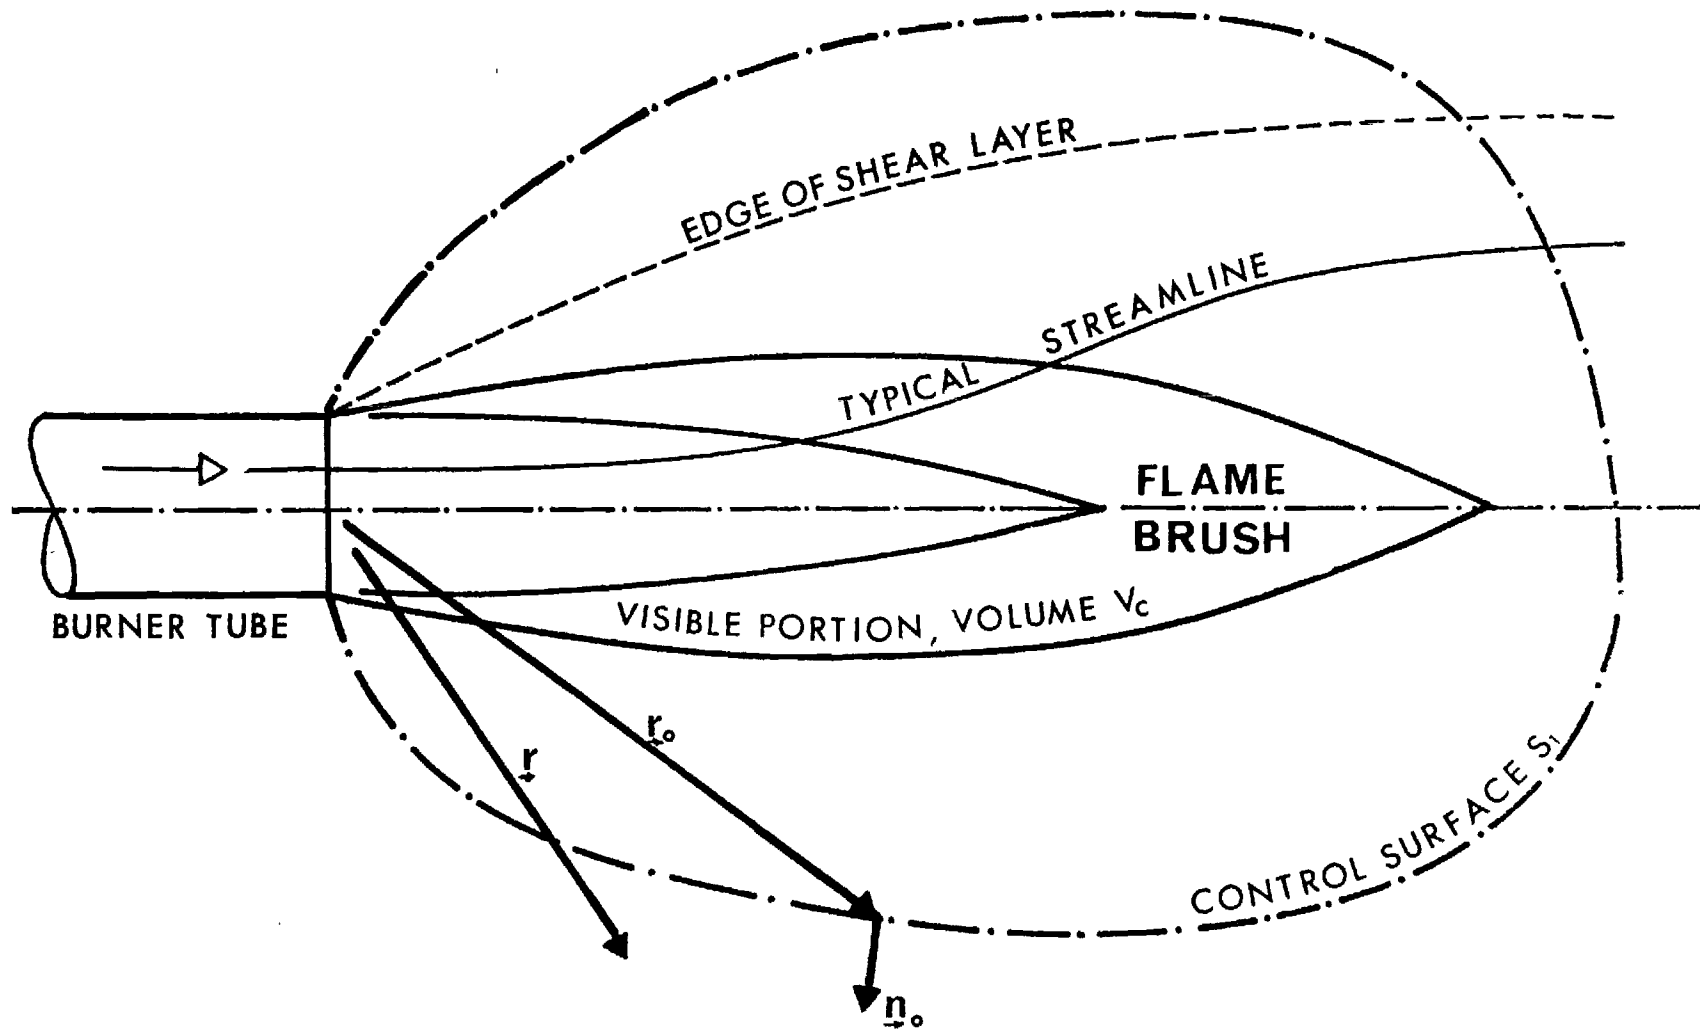 EDGE OF SHEAR LAYER
TYPICAL STREAMLINE
FLAME
BRUSH
BURNER TUBE
VISIBLE PORTION, VOLUME Vc
r
r₀
CONTROL SURFACE S₁
n₀